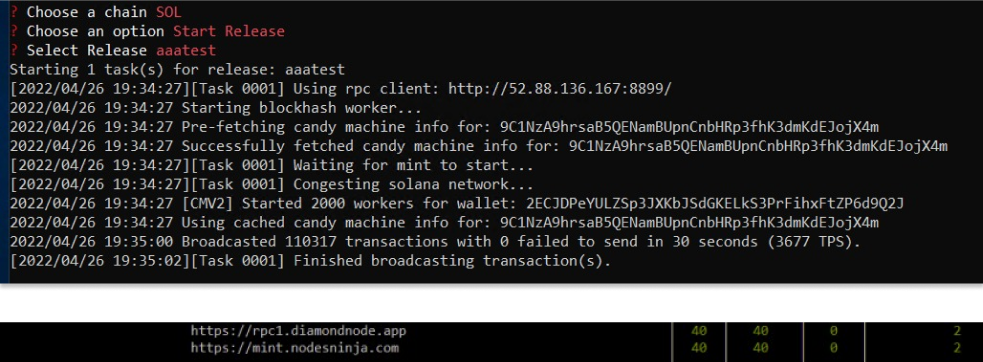 ? Choose a chain SOL
? Choose an option Start Release
? Select Release aaatest
Starting 1 task(s) for release: aaatest
[2022/04/26 19:34:27][Task 0001] Using rpc client: http://52.88.136.167:8899/
2022/04/26 19:34:27 Starting blockhash worker...
2022/04/26 19:34:27 Pre-fetching candy machine info for: 9C1NzA9hrsaB5QENamBUpnCnbHRp3fhK3dmKdEJojX4m
2022/04/26 19:34:27 Successfully fetched candy machine info for: 9C1NzA9hrsaB5QENamBUpnCnbHRp3fhK3dmKdEJojX4m
[2022/04/26 19:34:27][Task 0001] Waiting for mint to start...
[2022/04/26 19:34:27][Task 0001] Congesting solana network...
2022/04/26 19:34:27 [CMV2] Started 2000 workers for wallet: 2ECJDPeYULZSp3JXKbJSdGKELkS3PrFihxFtZP6d9Q2J
2022/04/26 19:34:27 Using cached candy machine info for: 9C1NzA9hrsaB5QENamBUpnCnbHRp3fhK3dmKdEJojX4m
2022/04/26 19:35:00 Broadcasted 110317 transactions with 0 failed to send in 30 seconds (3677 TPS).
[2022/04/26 19:35:02][Task 0001] Finished broadcasting transaction(s).
https://rpc1.diamondnode.app 40 40 0 2
https://mint.nodesninja.com 40 40 0 2